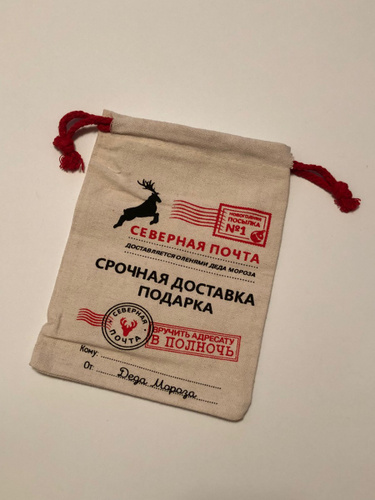 НОВОГОДНЯЯ
ПОСЫЛКА
№1
СЕВЕРНАЯ ПОЧТА
ДОСТАВЛЯЕТСЯ ОЛЕНЯМИ ДЕДА МОРОЗА
СРОЧНАЯ ДОСТАВКА
ПОДАРКА
СЕВЕРНАЯ
ПОЧТА
ВРУЧИТЬ АДРЕСАТУ
В ПОЛНОЧЬ
Кому
От Деда Мороза